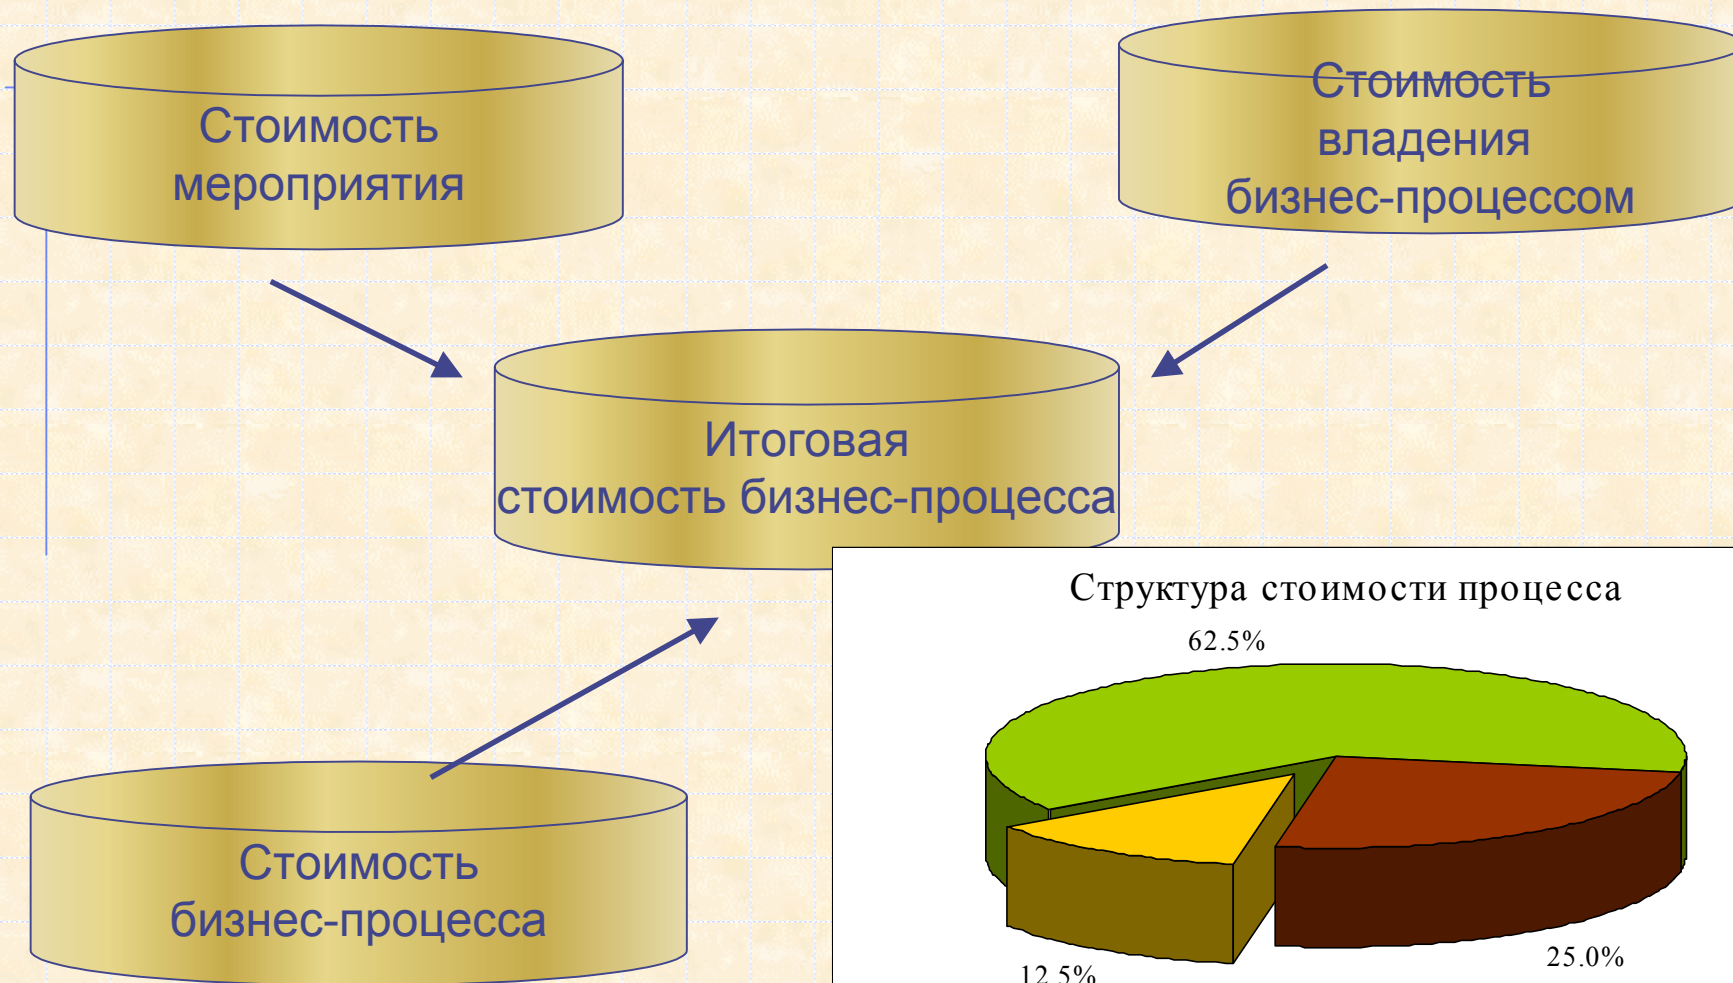 Стоимость
мероприятия
Стоимость
владения
бизнес-процессом
Итоговая
стоимость бизнес-процесса
Стоимость
бизнес-процесса
Структура стоимости процесса
62.5%
25.0%
12.5%